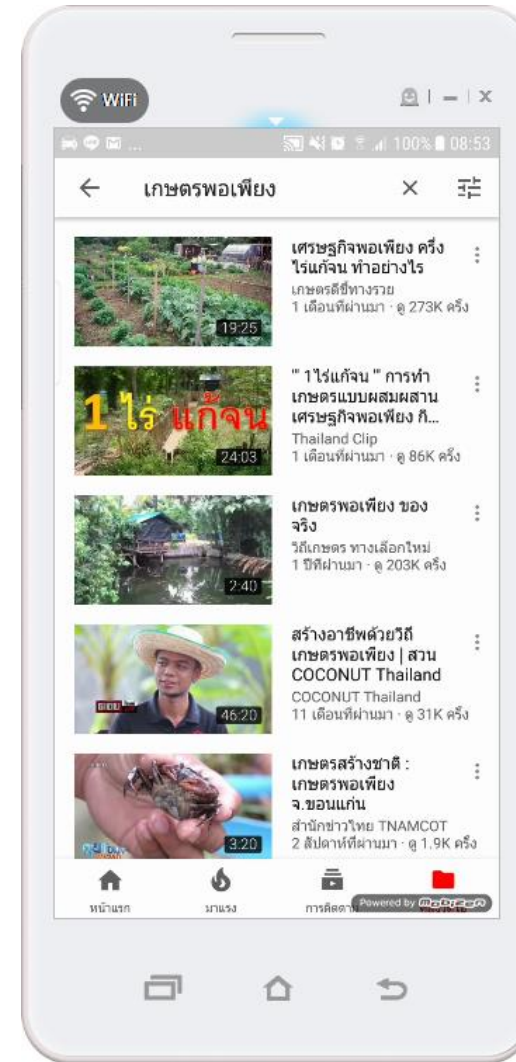 WiFi
... 100% 08:53
เกษตรพอเพียง
19:25
เศรษฐกิจพอเพียง ครึ่ง
ไร่แก้จน ทำอย่างไร
เกษตรดีชี้ทางรวย
1 เดือนที่ผ่านมา · ดู 273K ครั้ง
1 ไร่ แก้จน
24:03
"' 1ไร่แก้จน '" การทำ
เกษตรแบบผสมผสาน
เศรษฐกิจพอเพียง กิ...
Thailand Clip
1 เดือนที่ผ่านมา · ดู 86K ครั้ง
2:40
เกษตรพอเพียง ของ
จริง
วิถีเกษตร ทางเลือกใหม่
1 ปีที่ผ่านมา · ดู 203K ครั้ง
46:20
สร้างอาชีพด้วยวิถี
เกษตรพอเพียง | สวน
COCONUT Thailand
COCONUT Thailand
11 เดือนที่ผ่านมา · ดู 31K ครั้ง
3:20
เกษตรสร้างชาติ :
เกษตรพอเพียง
จ.ขอนแก่น
สำนักข่าวไทย TNAMCOT
2 สัปดาห์ที่ผ่านมา · ดู 1.9K ครั้ง
หน้าแรก
มาแรง
การติดตาม
Powered by Mobizen